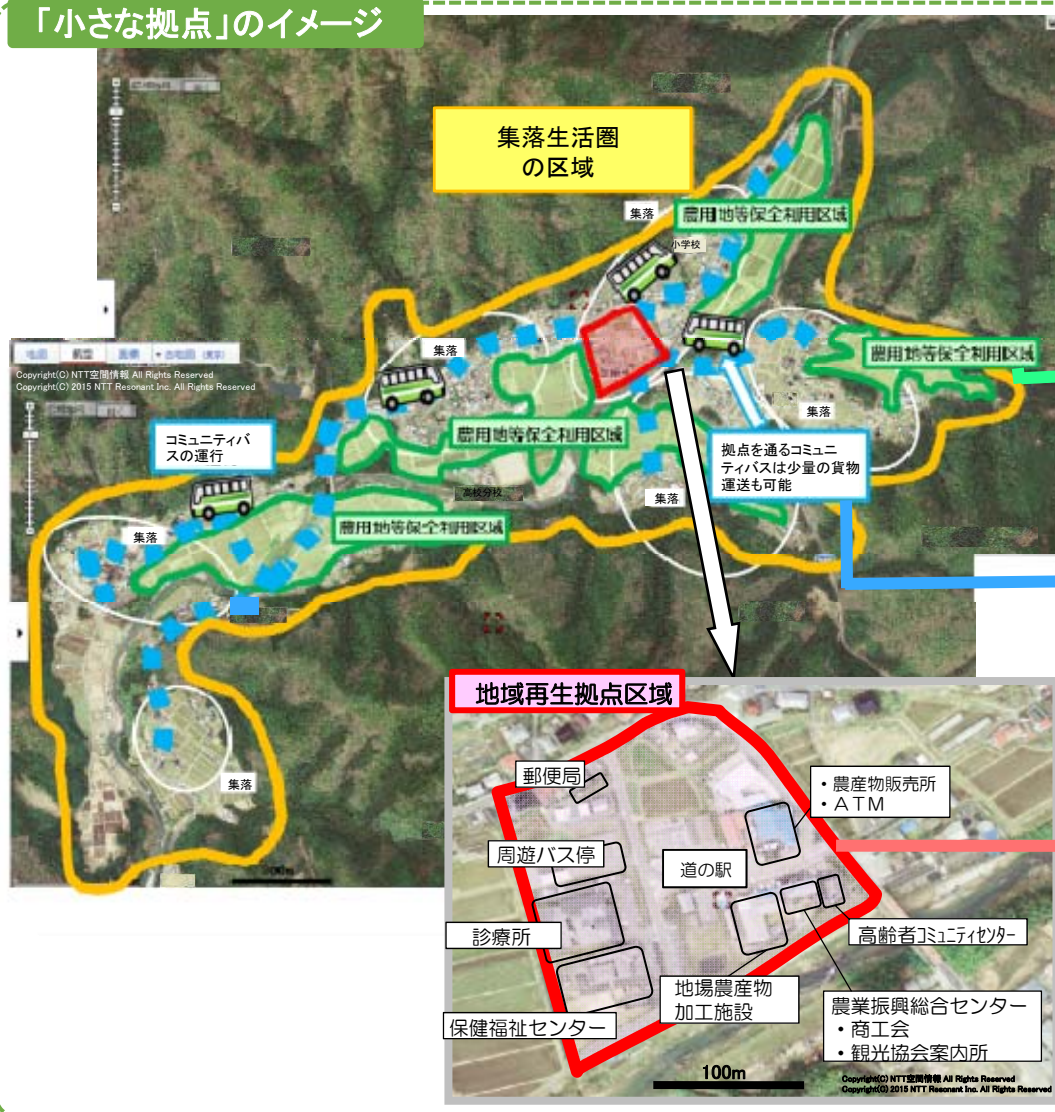 「小さな拠点」のイメージ
集落生活圏
の区域
集落
農用地等保全利用区域
小学校
地図
航空
古地図(東京)
Copyright(C) NTT空間情報 All Rights Reserved
Copyright(C) 2015 NTT Resonant Inc. All Rights Reserved
集落
農用地等保全利用区域
集落
コミュニティバ
スの運行
農用地等保全利用区域
拠点を通るコミュニ
ティバスは少量の貨物
運送も可能
高校分校
集落
農用地等保全利用区域
集落
集落
地域再生拠点区域
郵便局
・農産物販売所
・ATM
周遊バス停
道の駅
診療所
高齢者コミュニティセンター
地場農産物
加工施設
農業振興総合センター
・商工会
・観光協会案内所
保健福祉センター
100m
Copyright(C) NTT空間情報 All Rights Reserved
Copyright(C) 2015 NTT Resonant Inc. All Rights Reserved